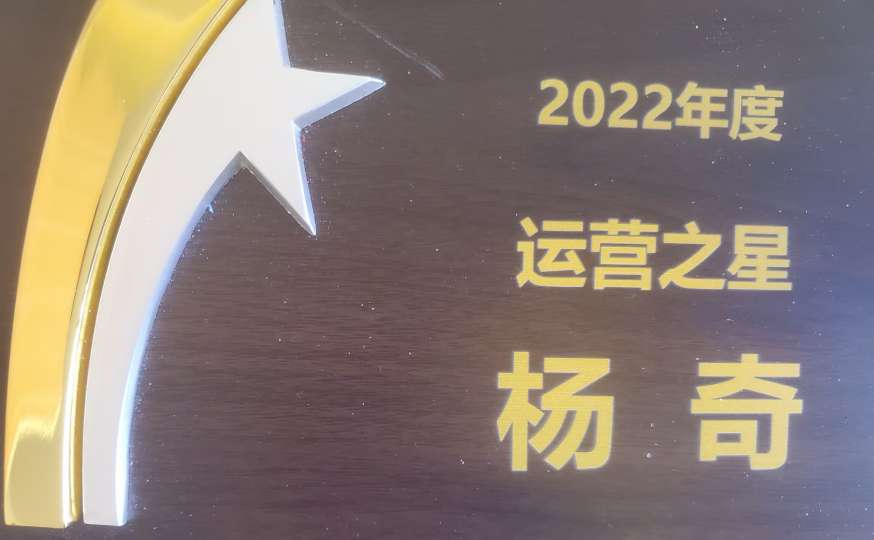 2022年度
运营之星
杨 奇